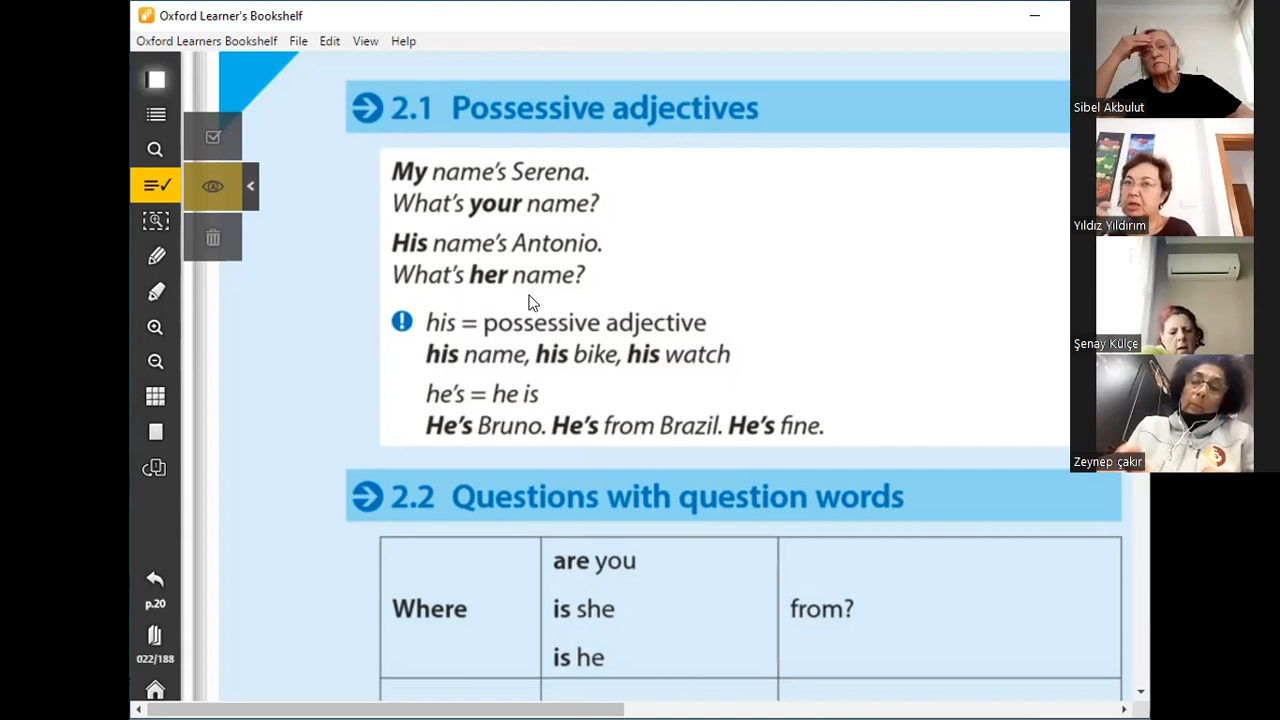 Oxford Learner's Bookshelf
Oxford Learners Bookshelf File Edit View Help
2.1 Possessive adjectives
My name's Serena.
What's your name?
His name's Antonio.
What's her name?
his = possessive adjective
his name, his bike, his watch
he's = he is
He's Bruno. He's from Brazil. He's fine.
2.2 Questions with question words
are you
Where is she from?
is he
p.20
022/188
Sibel Akbulut
Yıldız Yıldırım
Şenay Külçe
Zeynep çakır